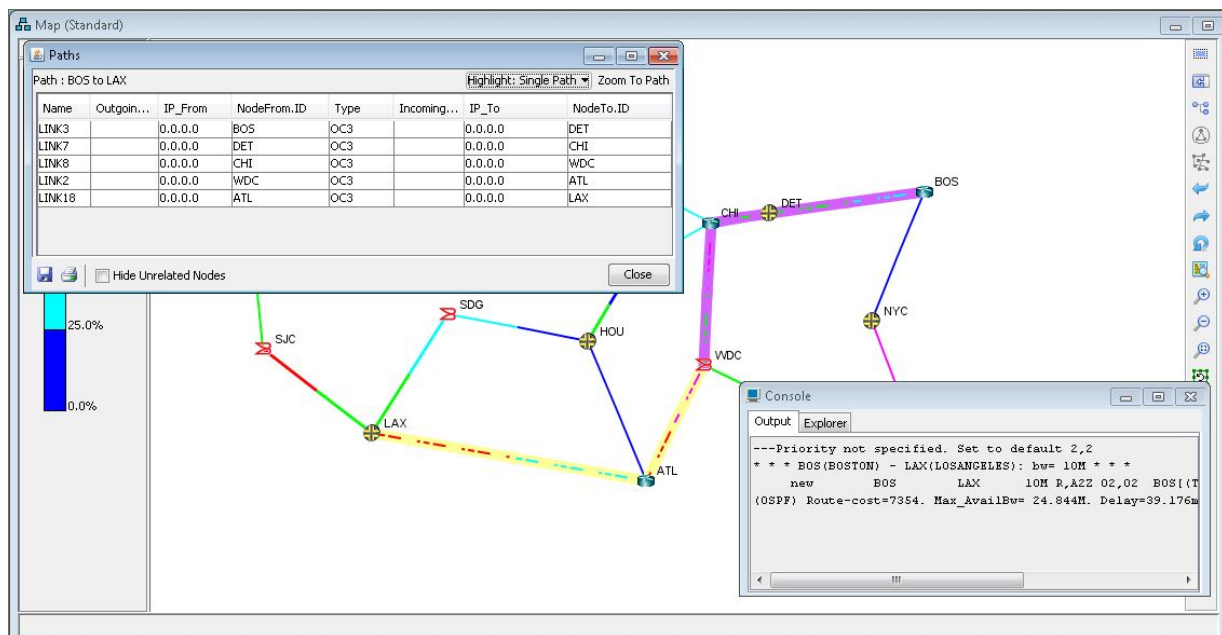 Map (Standard)
Paths
Path : BOS to LAX
Highlight: Single Path Zoom To Path
Name Outgoin... IP_From NodeFrom.ID Type Incoming... IP_To NodeTo.ID
LINK3 0.0.0.0 BOS OC3 0.0.0.0 DET
LINK7 0.0.0.0 DET OC3 0.0.0.0 CHI
LINK8 0.0.0.0 CHI OC3 0.0.0.0 WDC
LINK2 0.0.0.0 WDC OC3 0.0.0.0 ATL
LINK18 0.0.0.0 ATL OC3 0.0.0.0 LAX
Hide Unrelated Nodes
Close
BOS
DET
CHI
SDG
NYC
25.0%
HOU
SJC
WDC
0.0%
LAX
ATL
Console
Output Explorer
---Priority not specified. Set to default 2,2
* * * BOS(BOSTON) - LAX(LOSANGELES): bw= 10M * * *
new BOS LAX 10M R,A2Z 02,02 BOS[(T
(OSPF) Route-cost=7354. Max_AvailBw= 24.844M. Delay=39.176m